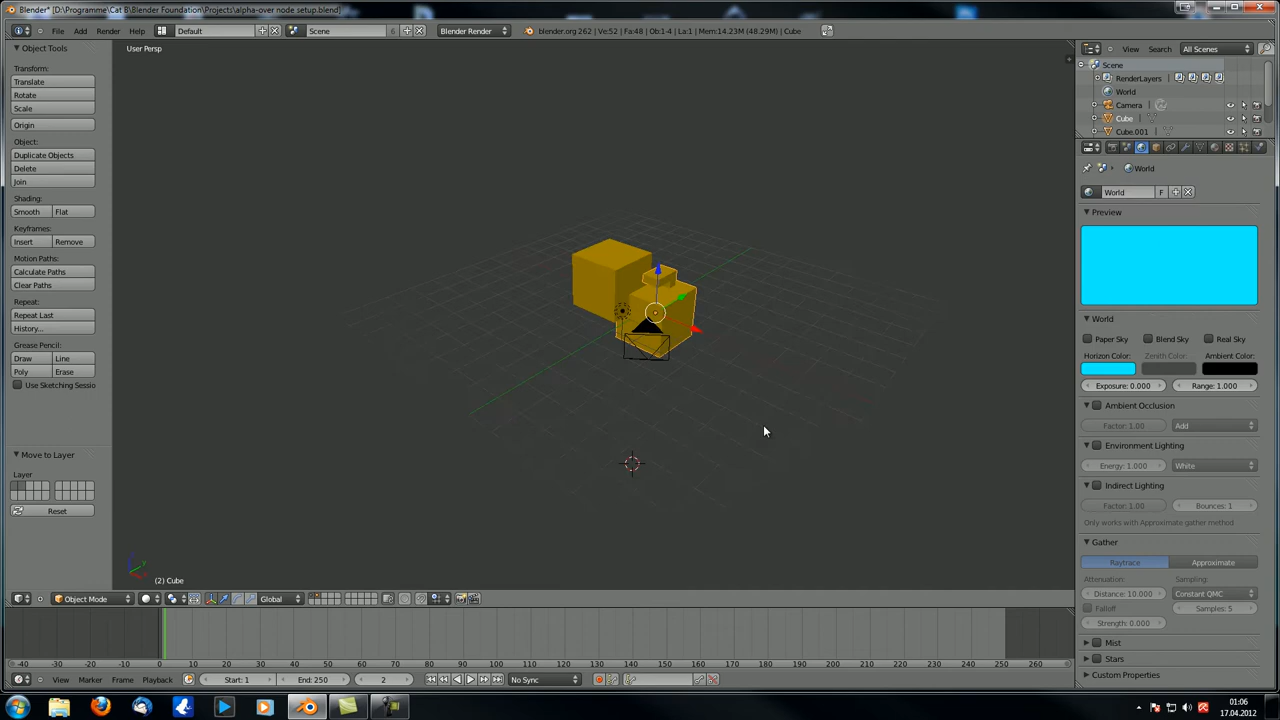 Blender* [D:\Programme\Cat B\Blender Foundation\Projects\alpha-over node setup.blend]
File Add Render Help Default Scene 6 Blender Render blender.org 262 | Ve:52 | Fa:48 | Ob:1-4 | La:1 | Mem:14.23M (48.29M) | Cube
Object Tools
Transform:
Translate
Rotate
Scale
Origin
Object:
Duplicate Objects
Delete
Join
Shading:
Smooth Flat
Keyframes:
Insert Remove
Motion Paths:
Calculate Paths
Clear Paths
Repeat:
Repeat Last
History...
Grease Pencil:
Draw Line
Poly Erase
Use Sketching Sessio
Move to Layer
Layer
Reset
User Persp
(2) Cube
View Search All Scenes
Scene
RenderLayers
World
Camera
Cube
Cube.001
World
World F
Preview
World
Paper Sky Blend Sky Real Sky
Horizon Color: Zenith Color: Ambient Color:
Exposure: 0.000 Range: 1.000
Ambient Occlusion
Factor: 1.00 Add
Environment Lighting
Energy: 1.000 White
Indirect Lighting
Factor: 1.00 Bounces: 1
Only works with Approximate gather method
Gather
Raytrace Approximate
Attenuation: Sampling:
Distance: 10.000 Constant QMC
Falloff Samples: 5
Strength: 0.000
Mist
Stars
Custom Properties
Object Mode Global
-40 -30 -20 -10 0 10 20 30 40 50 60 70 80 90 100 110 120 130 140 150 160 170 180 190 200 210 220 230 240 250 260
View Marker Frame Playback Start: 1 End: 250 2 No Sync
01:06
17.04.2012